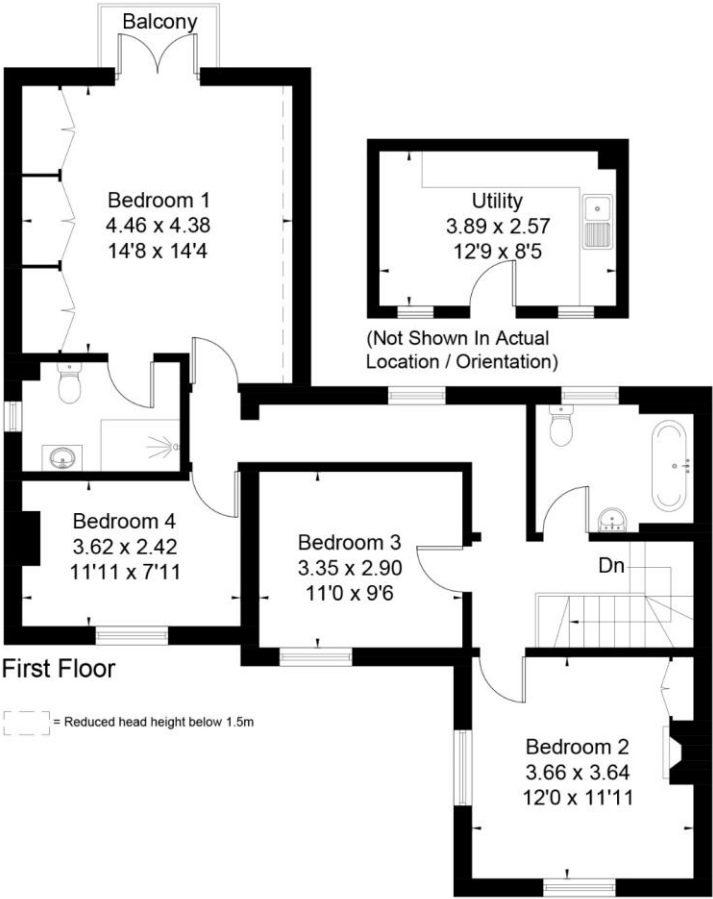 Balcony
Bedroom 1
4.46 x 4.38
14'8 x 14'4
Utility
3.89 x 2.57
12'9 x 8'5
(Not Shown In Actual
Location / Orientation)
Bedroom 4
3.62 x 2.42
11'11 x 7'11
Bedroom 3
3.35 x 2.90
11'0 x 9'6
Dn
First Floor
= Reduced head height below 1.5m
Bedroom 2
3.66 x 3.64
12'0 x 11'11